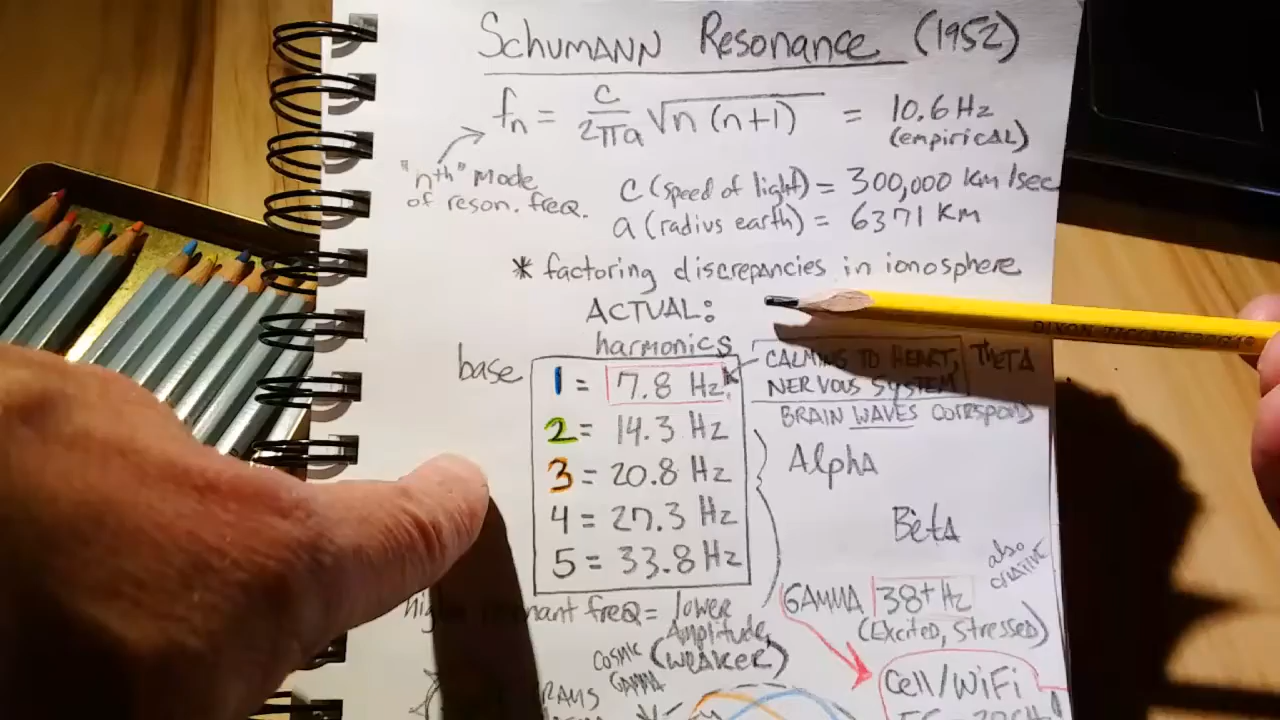 SCHUMANN RESONANCE (1952)
fn = c/2πa √n(n+1) = 10.6 Hz
(EMPIRICAL)
"nth" Mode
of reson. freq.
c (speed of light) = 300,000 Km/sec
a (radius earth) = 6371 Km
* factoring discrepancies in ionosphere
ACTUAL:
harmonics
base
1 = 7.8 Hz
2 = 14.3 Hz
3 = 20.8 Hz
4 = 27.3 Hz
5 = 33.8 Hz
CALMING TO HEART, THETA
NERVOUS SYSTEM
BRAIN WAVES CORRESPOND
Alpha
Beta
also
creative
GAMMA 38+ Hz
(Excited, Stressed)
freq = lower
Amplitude
(WEAKER)
COSMIC
GAMMA
Cell/WiFi
DIXON TICONDEROGA